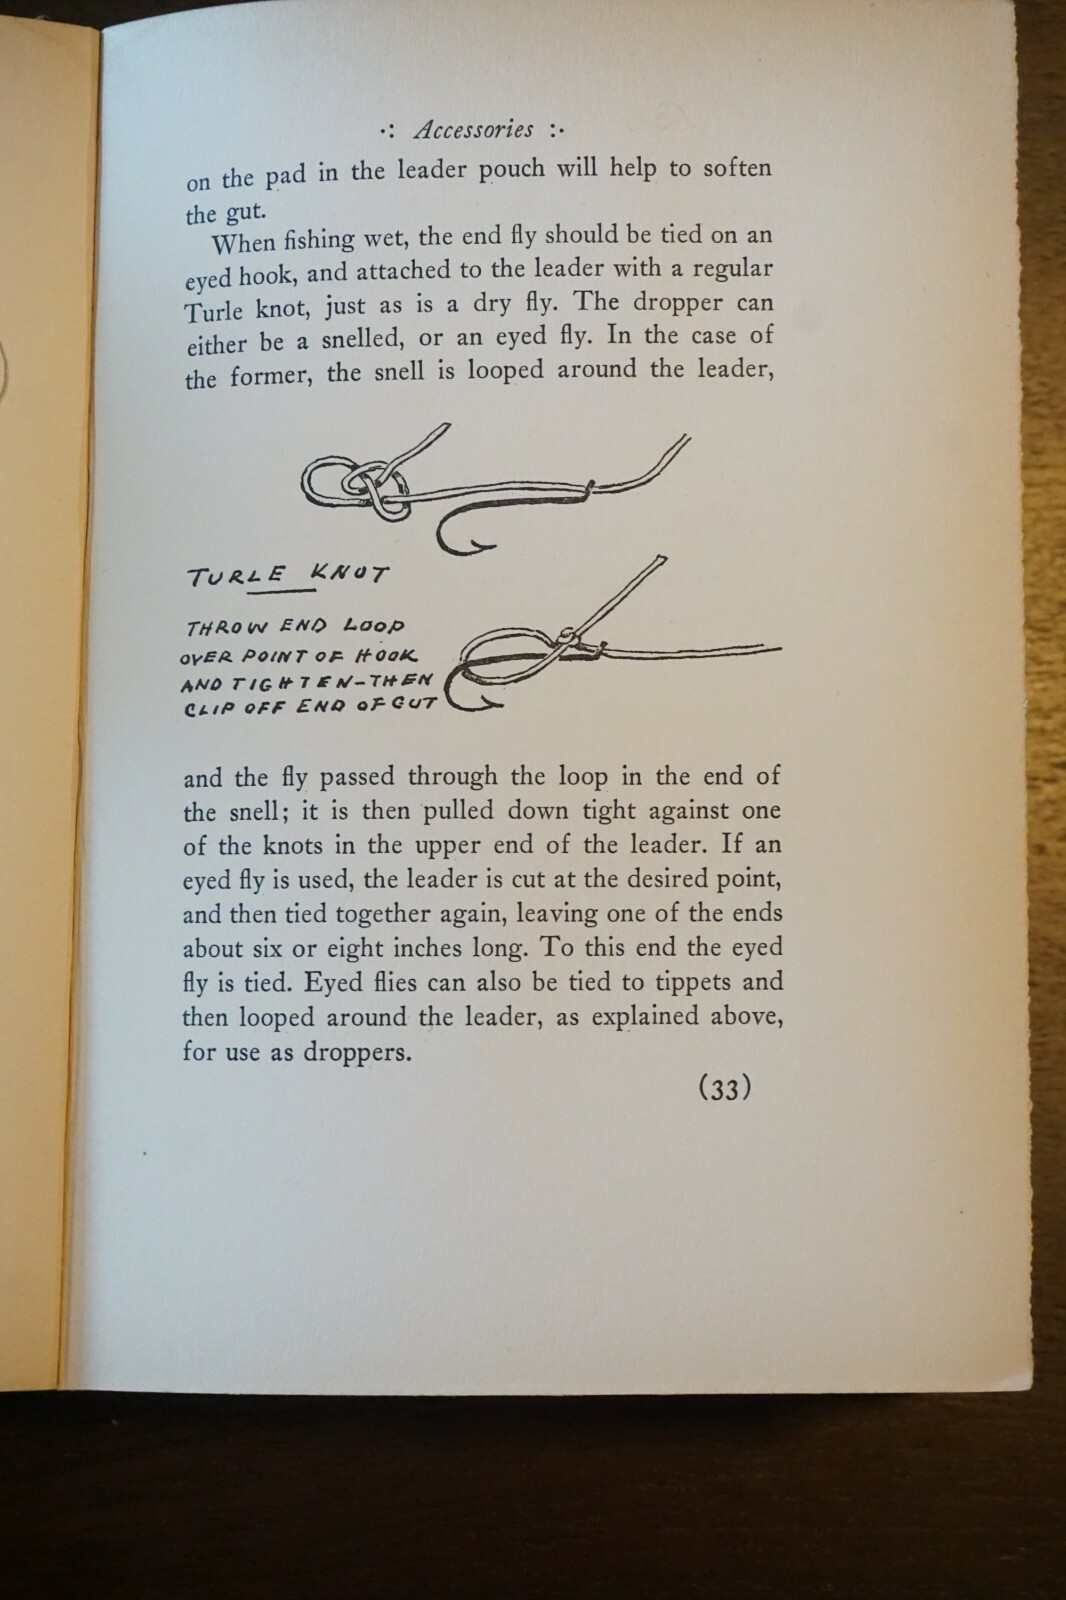 ·: Accessories :·
on the pad in the leader pouch will help to soften
the gut.
When fishing wet, the end fly should be tied on an
eyed hook, and attached to the leader with a regular
Turle knot, just as is a dry fly. The dropper can
either be a snelled, or an eyed fly. In the case of
the former, the snell is looped around the leader,
TURLE KNOT
THROW END LOOP
OVER POINT OF HOOK
AND TIGHTEN-THEN
CLIP OFF END OF GUT
and the fly passed through the loop in the end of
the snell; it is then pulled down tight against one
of the knots in the upper end of the leader. If an
eyed fly is used, the leader is cut at the desired point,
and then tied together again, leaving one of the ends
about six or eight inches long. To this end the eyed
fly is tied. Eyed flies can also be tied to tippets and
then looped around the leader, as explained above,
for use as droppers.
(33)